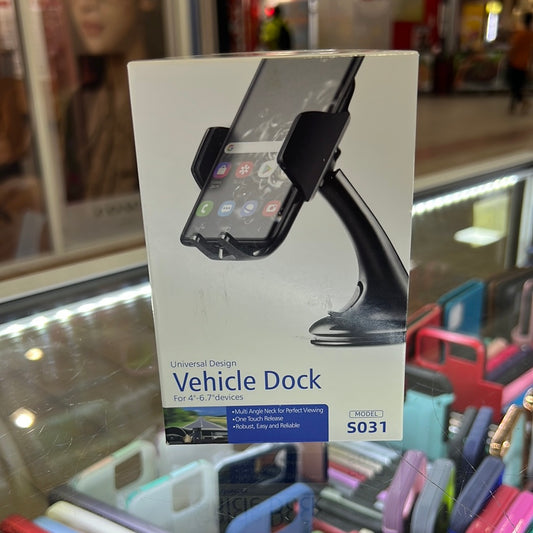 Universal Design
Vehicle Dock
For 4"-6.7"devices
•Multi Angle Neck for Perfect Viewing
•One Touch Release
•Robust, Easy and Reliable
MODEL
S031